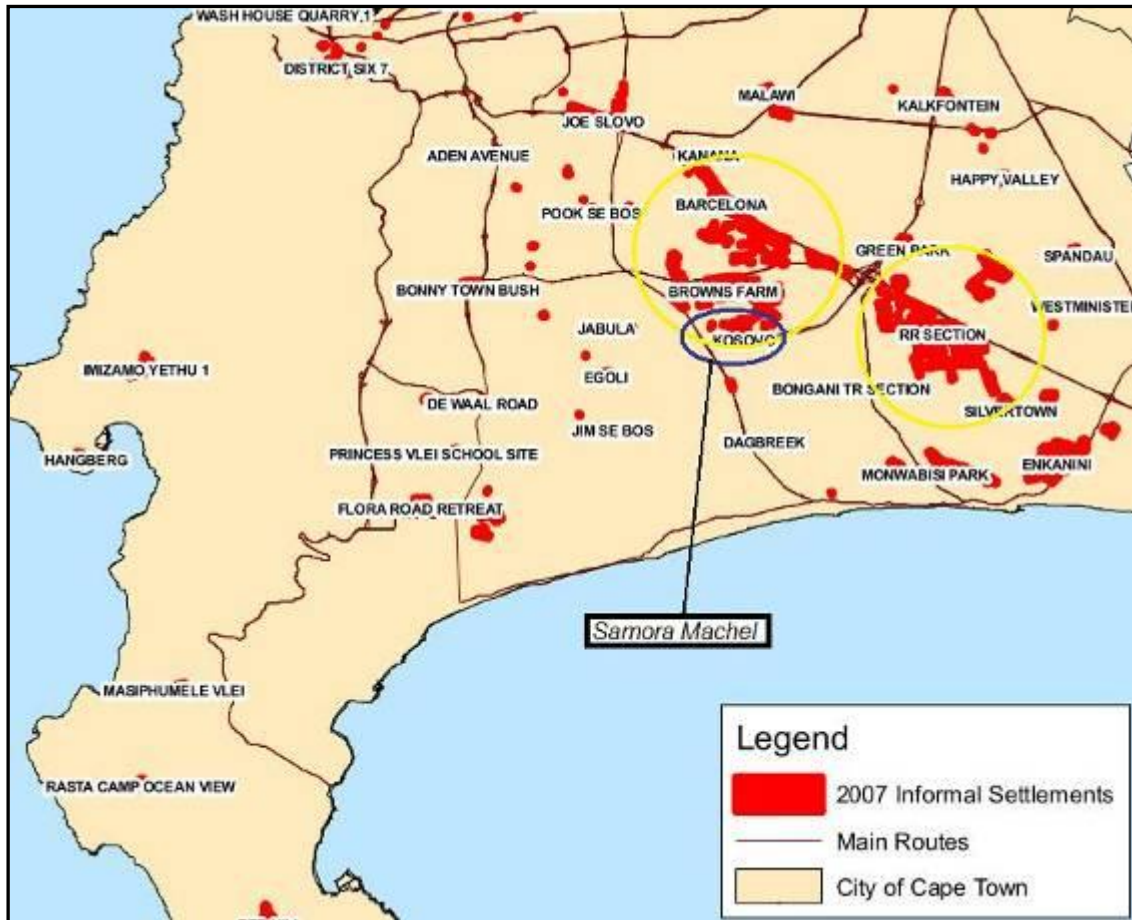 WASH HOUSE QUARRY,1
DISTRICT SIX 7
MALAWI
KALKFONTEIN
JOE SLOVO
ADEN AVENUE
KANANA
HAPPY VALLEY
BARCELONA
POOK SE BOS
GREEN PARK
SPANDAU
BONNY TOWN BUSH
BROWNS FARM
WESTMINISTER
JABULA
KOSOVO
RR SECTION
IMIZAMO YETHU 1
EGOLI
BONGANI TR SECTION
DE WAAL ROAD
SILVERTOWN
JIM SE BOS
DAGBREEK
HANGBERG
PRINCESS VLEI SCHOOL SITE
MONWABISI PARK
ENKANINI
FLORA ROAD RETREAT
Samora Machel
MASIPHUMELE VLEI
RASTA CAMP OCEAN VIEW
Legend
2007 Informal Settlements
Main Routes
City of Cape Town